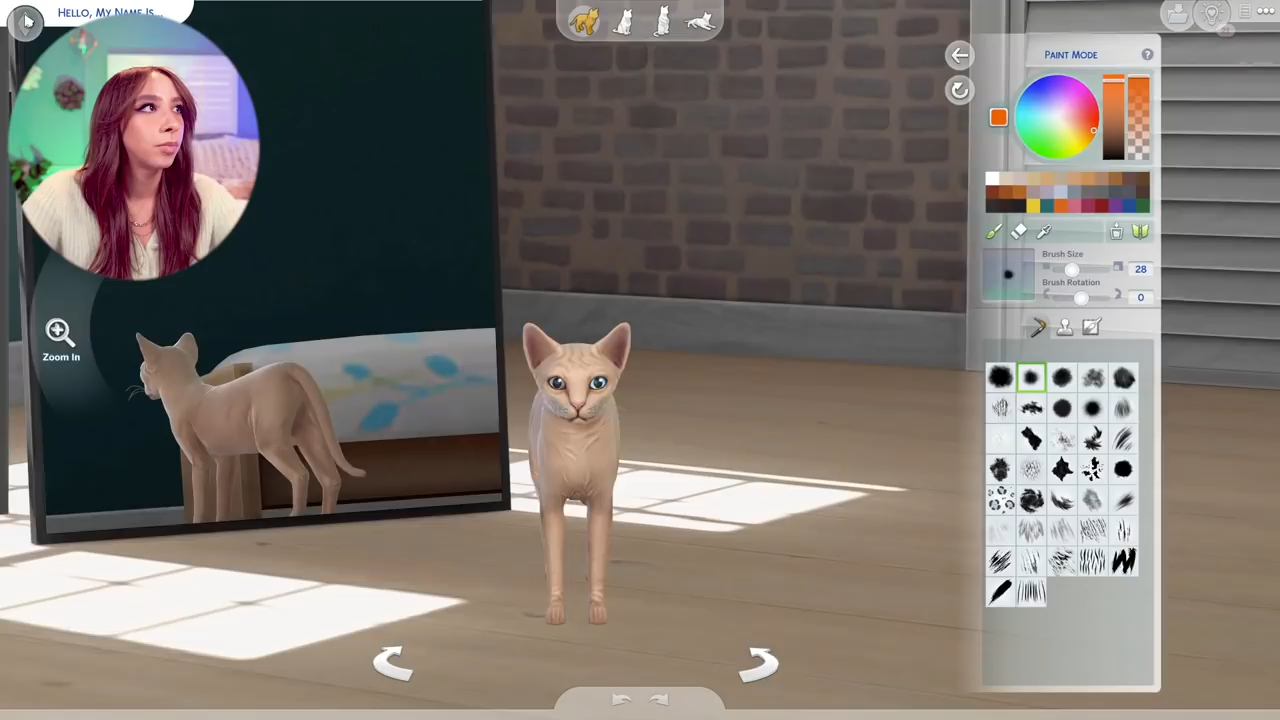 HELLO, MY NAME IS...
PAINT MODE
?
Brush Size
28
Brush Rotation
0
Zoom In